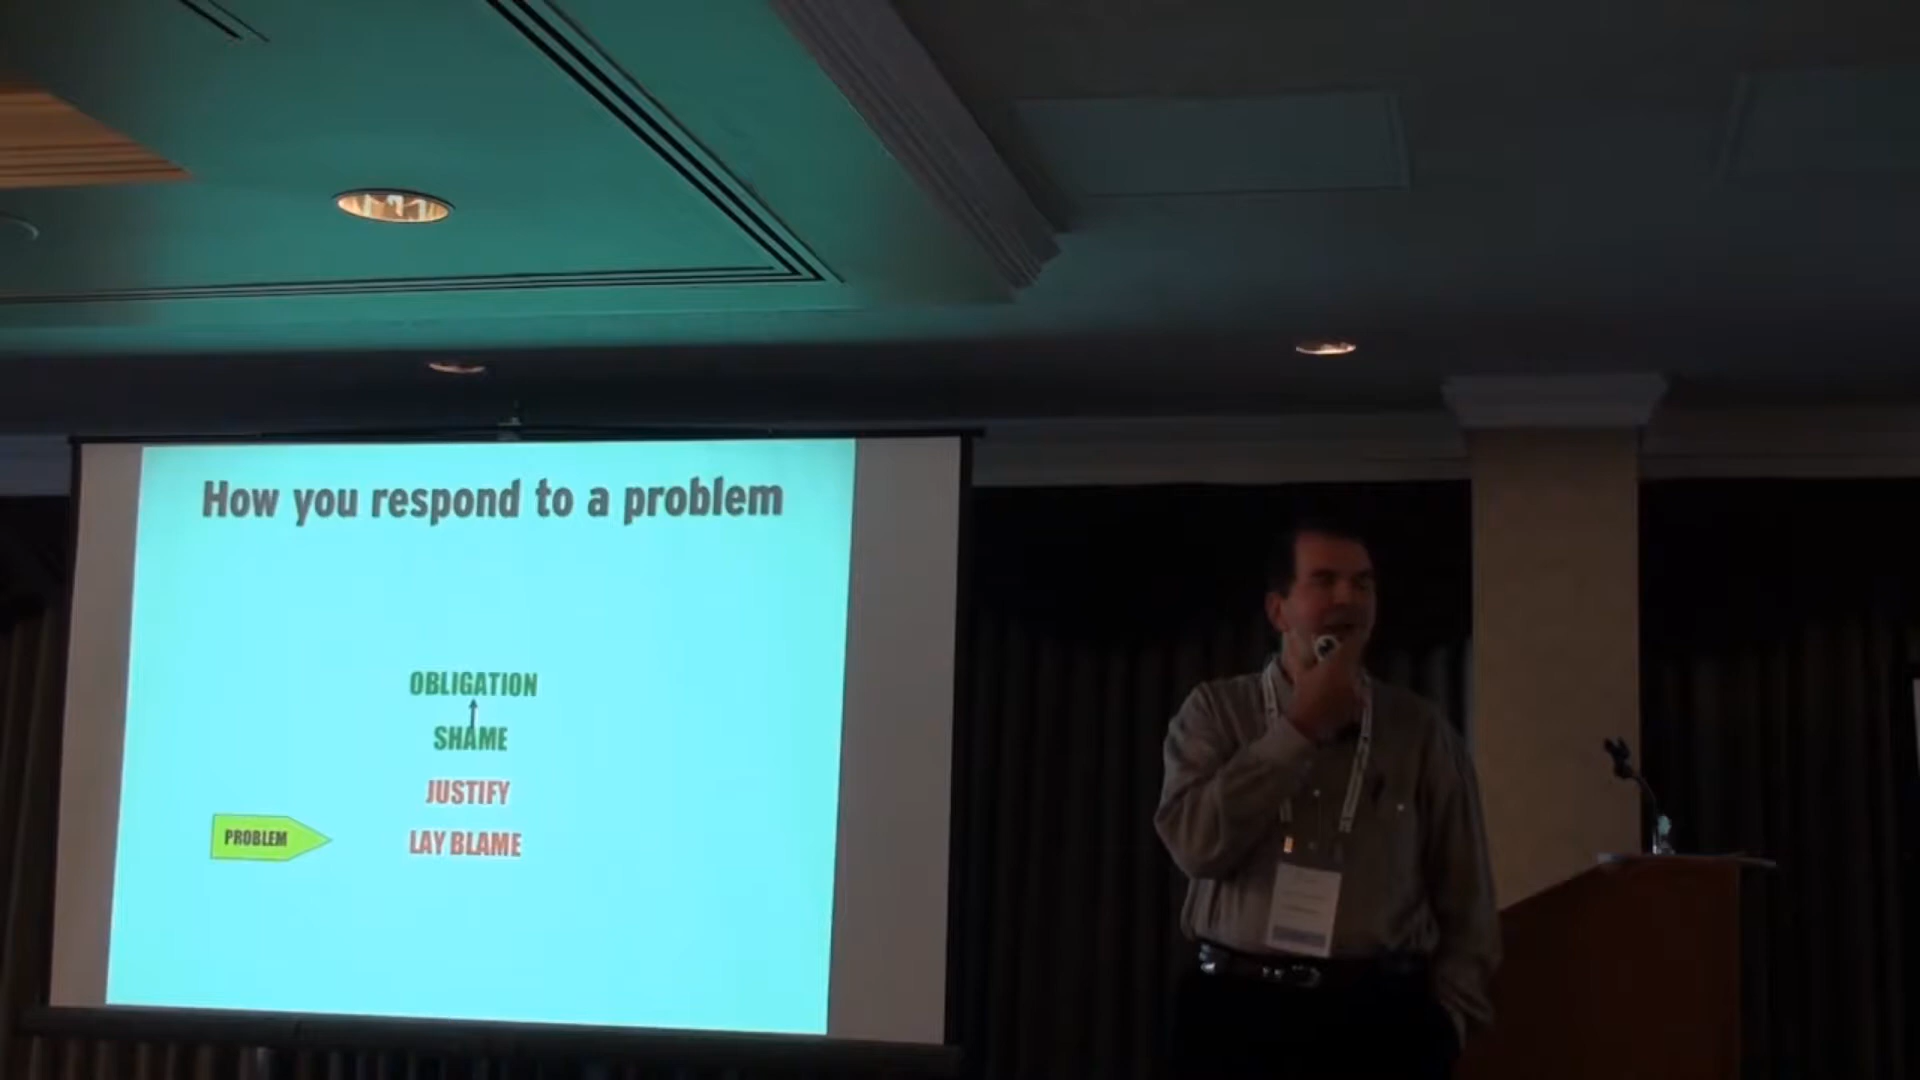 How you respond to a problem
OBLIGATION
SHAME
JUSTIFY
PROBLEM
LAY BLAME